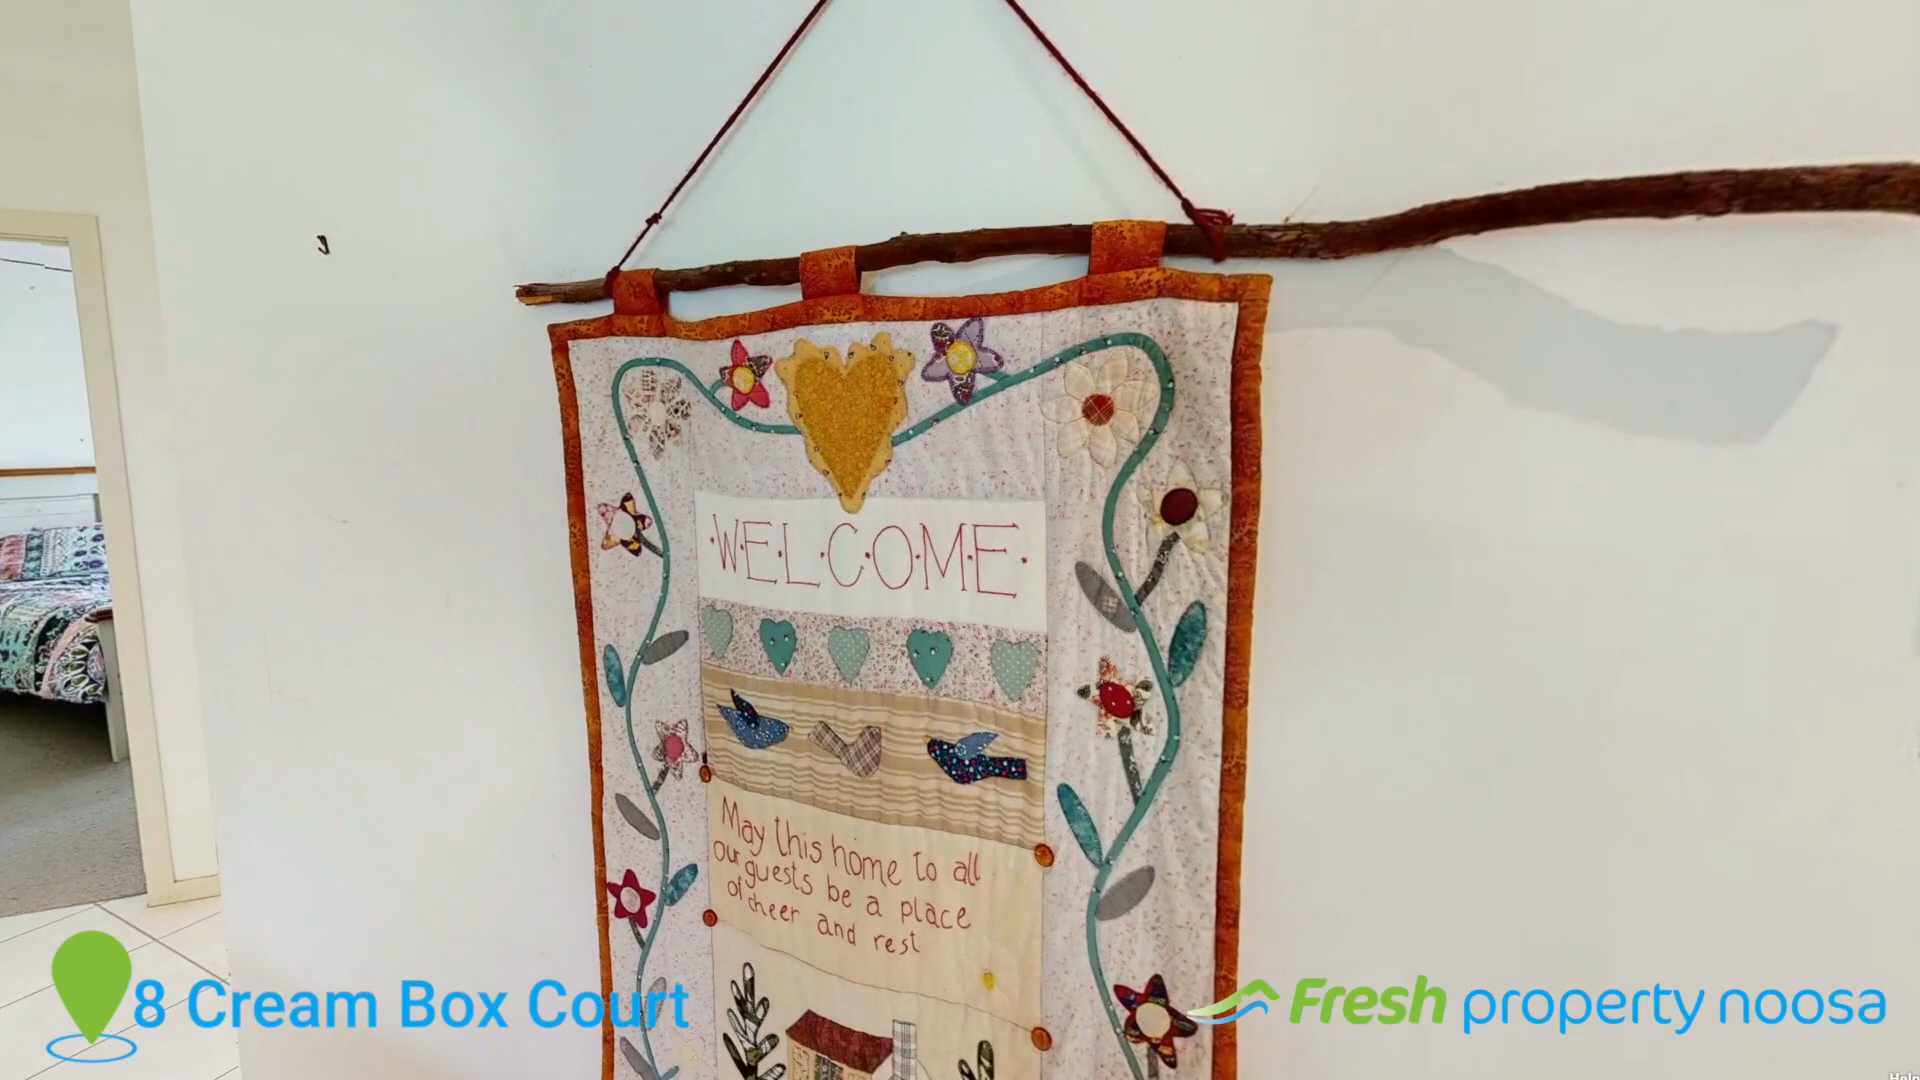 ·W·E·L·C·O·M·E·
May this home to all
our guests be a place
of cheer and rest
8 Cream Box Court
Fresh property noosa
Help